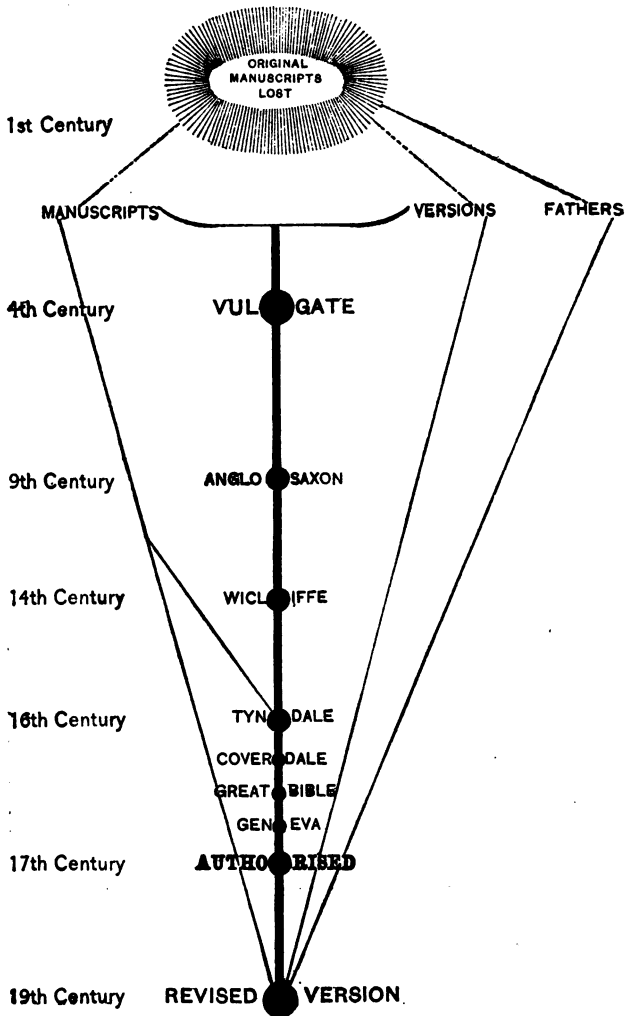 ORIGINAL
MANUSCRIPTS
LOST
1st Century
MANUSCRIPTS VERSIONS FATHERS
4th Century VULGATE
9th Century ANGLO SAXON
14th Century WICLIFFE
16th Century TYNDALE
COVERDALE
GREAT BIBLE
GENEVA
17th Century AUTHORISED
19th Century REVISED VERSION